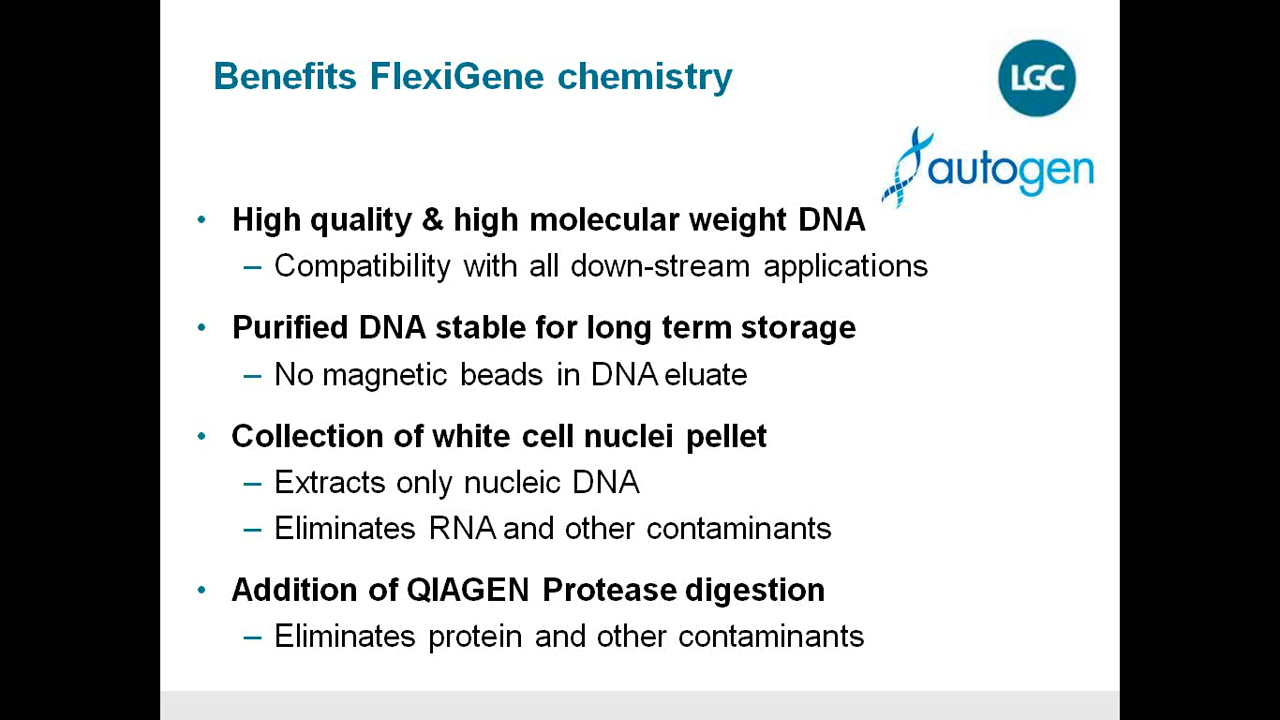 Benefits FlexiGene chemistry
LGC
autogen
• High quality & high molecular weight DNA
– Compatibility with all down-stream applications
• Purified DNA stable for long term storage
– No magnetic beads in DNA eluate
• Collection of white cell nuclei pellet
– Extracts only nucleic DNA
– Eliminates RNA and other contaminants
• Addition of QIAGEN Protease digestion
– Eliminates protein and other contaminants